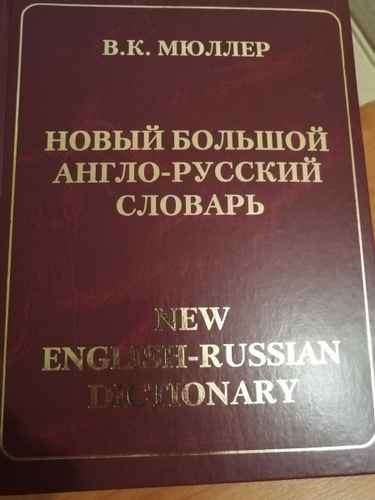 В.К. МЮЛЛЕР
НОВЫЙ БОЛЬШОЙ
АНГЛО-РУССКИЙ
СЛОВАРЬ
NEW
ENGLISH-RUSSIAN
DICTIONARY